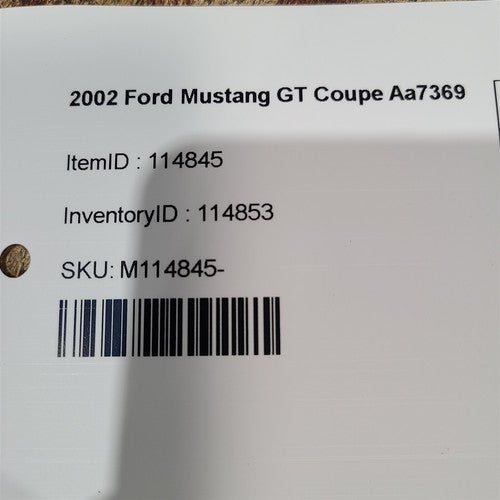 2002 Ford Mustang GT Coupe Aa7369
ItemID : 114845
InventoryID : 114853
SKU: M114845-